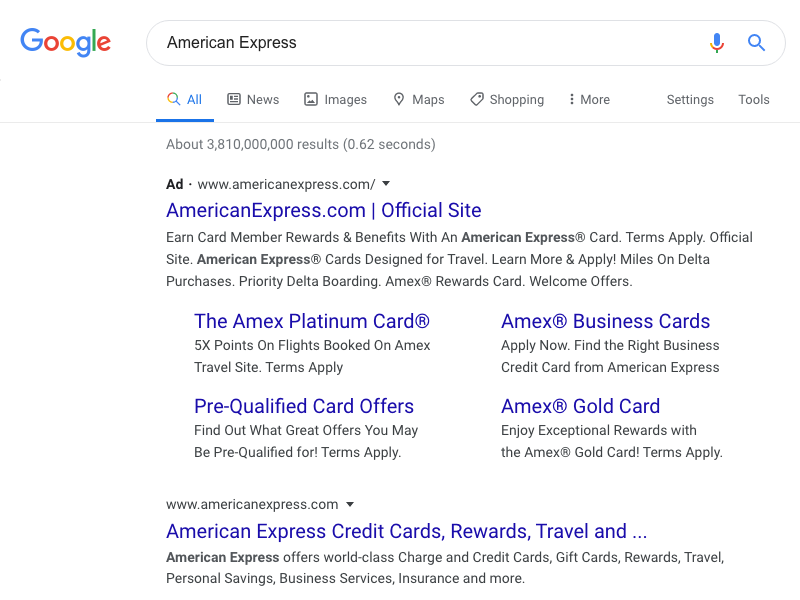 Google
American Express
All News Images Maps Shopping More Settings Tools
About 3,810,000,000 results (0.62 seconds)
Ad · www.americanexpress.com/
AmericanExpress.com | Official Site
Earn Card Member Rewards & Benefits With An American Express® Card. Terms Apply. Official
Site. American Express® Cards Designed for Travel. Learn More & Apply! Miles On Delta
Purchases. Priority Delta Boarding. Amex® Rewards Card. Welcome Offers.
The Amex Platinum Card®
5X Points On Flights Booked On Amex
Travel Site. Terms Apply
Amex® Business Cards
Apply Now. Find the Right Business
Credit Card from American Express
Pre-Qualified Card Offers
Find Out What Great Offers You May
Be Pre-Qualified for! Terms Apply.
Amex® Gold Card
Enjoy Exceptional Rewards with
the Amex® Gold Card! Terms Apply.
www.americanexpress.com
American Express Credit Cards, Rewards, Travel and ...
American Express offers world-class Charge and Credit Cards, Gift Cards, Rewards, Travel,
Personal Savings, Business Services, Insurance and more.